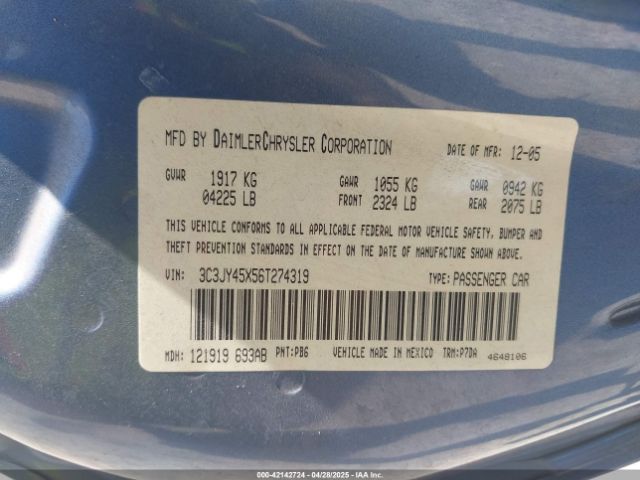 MFD BY DAIMLERCHRYSLER CORPORATION DATE OF MFR: 12-05
GVWR 1917 KG GAWR 1055 KG GAWR 0942 KG
04225 LB FRONT 2324 LB REAR 2075 LB
THIS VEHICLE CONFORMS TO ALL APPLICABLE FEDERAL MOTOR VEHICLE SAFETY, BUMPER AND
THEFT PREVENTION STANDARDS IN EFFECT ON THE DATE OF MANUFACTURE SHOWN ABOVE.
VIN: 3C3JY45X56T274319 TYPE: PASSENGER CAR
MDH: 121919 693AB PNT: PB6 VEHICLE MADE IN MEXICO TRM: P7DA 4648106
000-42142724 - 04/28/2025 - IAA, Inc.